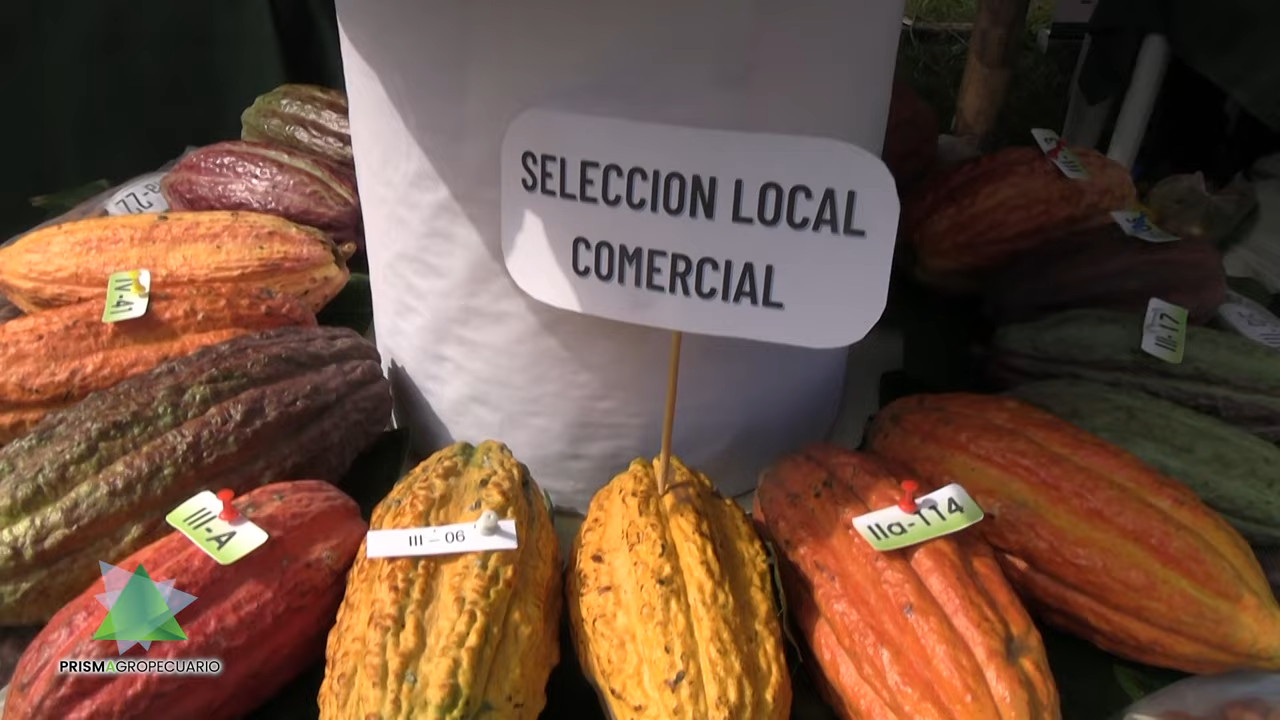 SELECCION LOCAL
COMERCIAL
IV-41
III-17
III-A
III - 06
IIa-114
PRISMAGROPECUARIO